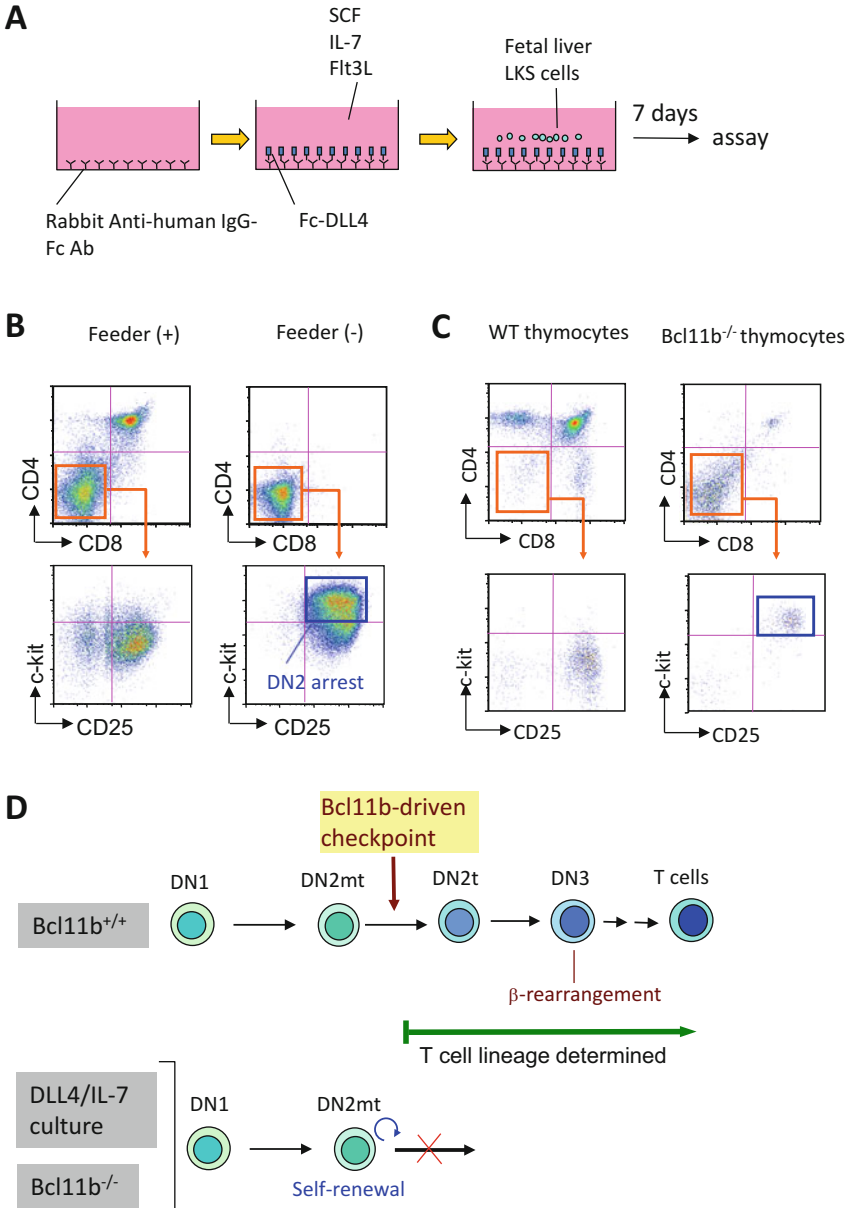 A
SCF
IL-7
Flt3L
Fetal liver
LKS cells
7 days
assay
Rabbit Anti-human IgG-
Fc Ab
Fc-DLL4
B
Feeder (+)
Feeder (-)
CD4
CD8
CD4
CD8
c-kit
CD25
c-kit
DN2 arrest
CD25
C
WT thymocytes
Bcl11b-/- thymocytes
CD4
CD8
CD4
CD8
c-kit
CD25
c-kit
CD25
D
Bcl11b-driven
checkpoint
Bcl11b+/+
DN1
DN2mt
DN2t
DN3
T cells
β-rearrangement
T cell lineage determined
DLL4/IL-7
culture
Bcl11b-/-
DN1
DN2mt
Self-renewal